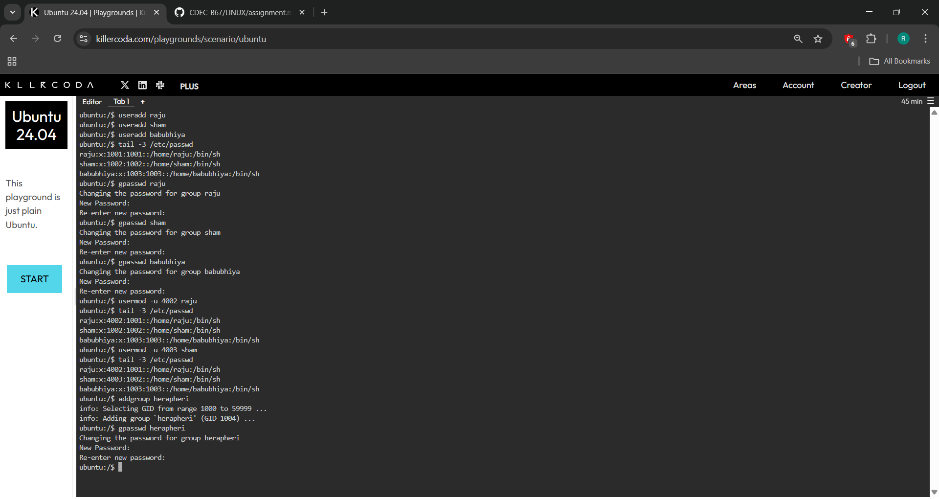 Ubuntu 24.04 | Playgrounds | K
CDEC-B67/LINUX/assignment.m
killercoda.com/playgrounds/scenario/ubuntu
6
R
All Bookmarks
KILLERCODA
PLUS
Areas
Account
Creator
Logout
Editor
Tab 1
+
45 min
Ubuntu
24.04
This
playground is
just plain
Ubuntu.
START
ubuntu:/$ useradd raju
ubuntu:/$ useradd sham
ubuntu:/$ useradd babubhiya
ubuntu:/$ tail -3 /etc/passwd
raju:x:1001:1001::/home/raju:/bin/sh
sham:x:1002:1002::/home/sham:/bin/sh
babubhiya:x:1003:1003::/home/babubhiya:/bin/sh
ubuntu:/$ gpasswd raju
Changing the password for group raju
New Password:
Re-enter new password:
ubuntu:/$ gpasswd sham
Changing the password for group sham
New Password:
Re-enter new password:
ubuntu:/$ gpasswd babubhiya
Changing the password for group babubhiya
New Password:
Re-enter new password:
ubuntu:/$ usermod -u 4002 raju
ubuntu:/$ tail -3 /etc/passwd
raju:x:4002:1001::/home/raju:/bin/sh
sham:x:1002:1002::/home/sham:/bin/sh
babubhiya:x:1003:1003::/home/babubhiya:/bin/sh
ubuntu:/$ usermod -u 4003 sham
ubuntu:/$ tail -3 /etc/passwd
raju:x:4002:1001::/home/raju:/bin/sh
sham:x:4003:1002::/home/sham:/bin/sh
babubhiya:x:1003:1003::/home/babubhiya:/bin/sh
ubuntu:/$ addgroup herapheri
info: Selecting GID from range 1000 to 59999 ...
info: Adding group `herapheri' (GID 1004) ...
ubuntu:/$ gpasswd herapheri
Changing the password for group herapheri
New Password:
Re-enter new password:
ubuntu:/$